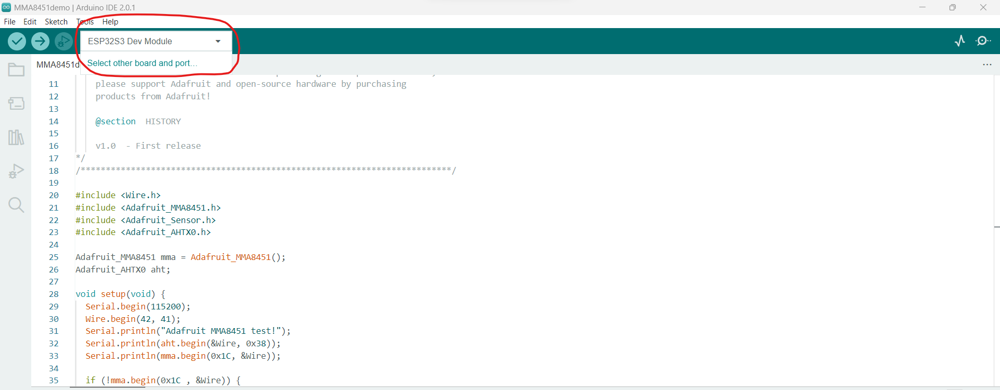 MMA8451demo | Arduino IDE 2.0.1
File Edit Sketch Tools Help
ESP32S3 Dev Module
Select other board and port...
MMA8451d
11 please support Adafruit and open-source hardware by purchasing
12 products from Adafruit!
13
14 @section  HISTORY
15
16 v1.0  - First release
17 */
18 /**************************************************************************/
19
20 #include <Wire.h>
21 #include <Adafruit_MMA8451.h>
22 #include <Adafruit_Sensor.h>
23 #include <Adafruit_AHTX0.h>
24
25 Adafruit_MMA8451 mma = Adafruit_MMA8451();
26 Adafruit_AHTX0 aht;
27
28 void setup(void) {
29 Serial.begin(115200);
30 Wire.begin(42, 41);
31 Serial.println("Adafruit MMA8451 test!");
32 Serial.println(aht.begin(&Wire, 0x38));
33 Serial.println(mma.begin(0x1C, &Wire));
34
35 if (!mma.begin(0x1C , &Wire)) {